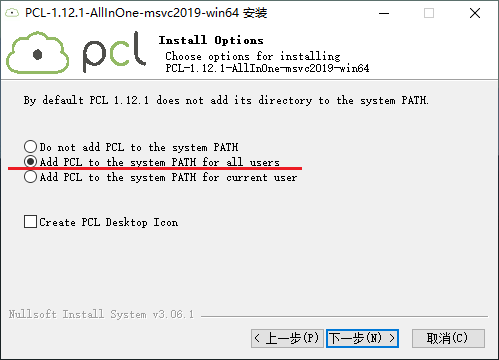 PCL-1.12.1-AllInOne-msvc2019-win64 安装
pcl
Install Options
Choose options for installing
PCL-1.12.1-AllInOne-msvc2019-win64
By default PCL 1.12.1 does not add its directory to the system PATH.
Do not add PCL to the system PATH
Add PCL to the system PATH for all users
Add PCL to the system PATH for current user
Create PCL Desktop Icon
Nullsoft Install System v3.06.1
< 上一步(P) 下一步(N) > 取消(C)